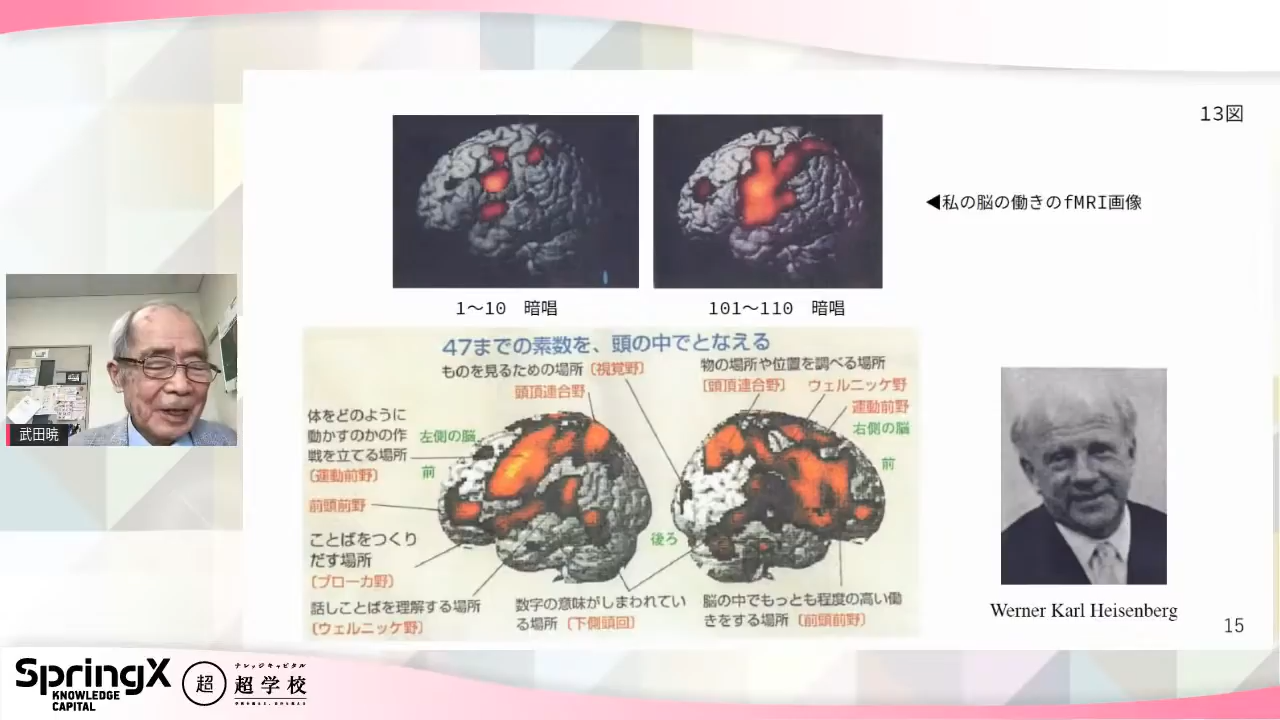 13図
◀私の脳の働きのfMRI画像
1〜10 暗唱
101〜110 暗唱
47までの素数を、頭の中でとなえる
ものを見るための場所〔視覚野〕
頭頂連合野
物の場所や位置を調べる場所
〔頭頂連合野〕
ウェルニッケ野
運動前野
体をどのように
動かすのかの作
戦を立てる場所
〔運動前野〕
左側の脳
前
右側の脳
前
前頭前野
ことばをつくり
だす場所
〔ブローカ野〕
後ろ
話しことばを理解する場所
〔ウェルニッケ野〕
数字の意味がしまわれてい
る場所〔下側頭回〕
脳の中でもっとも程度の高い働
きをする場所〔前頭前野〕
Werner Karl Heisenberg
15
武田暁
SpringX
KNOWLEDGE
CAPITAL
超
ナレッジキャピタル
超学校